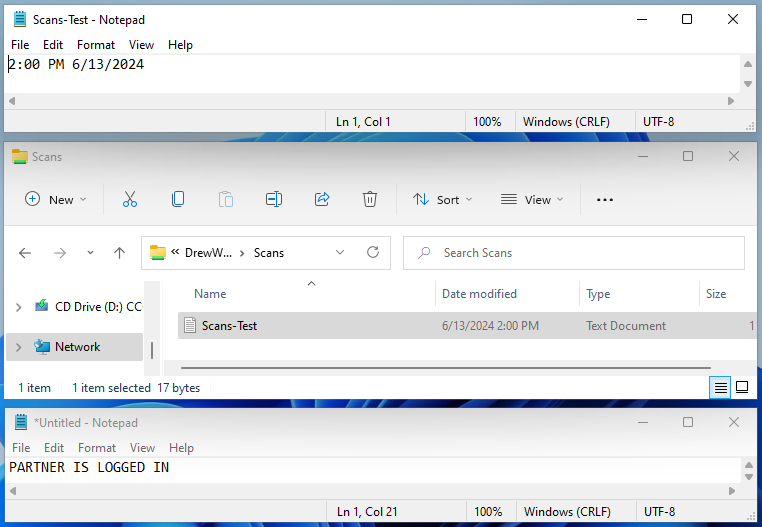 Scans-Test - Notepad
File Edit Format View Help
2:00 PM 6/13/2024
Ln 1, Col 1 100% Windows (CRLF) UTF-8
Scans
New Sort View
« DrewW... > Scans Search Scans
Name Date modified Type Size
CD Drive (D:) CC
Scans-Test 6/13/2024 2:00 PM Text Document 1
Network
1 item 1 item selected 17 bytes
*Untitled - Notepad
File Edit Format View Help
PARTNER IS LOGGED IN
Ln 1, Col 21 100% Windows (CRLF) UTF-8